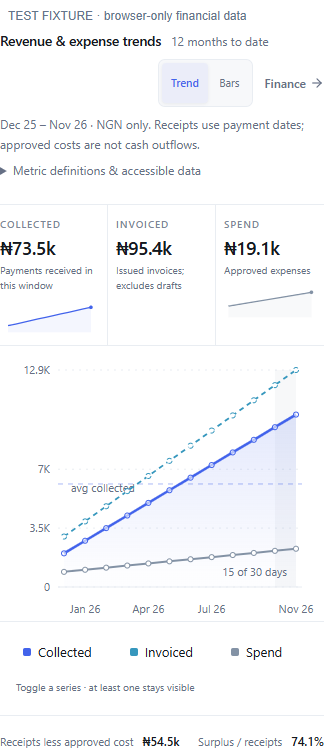 TEST FIXTURE · browser-only financial data
Revenue & expense trends 12 months to date
Trend Bars Finance →
Dec 25 – Nov 26 · NGN only. Receipts use payment dates;
approved costs are not cash outflows.
▶ Metric definitions & accessible data
COLLECTED INVOICED SPEND
₦73.5k ₦95.4k ₦19.1k
Payments received in Issued invoices; Approved expenses
this window excludes drafts
12.9K
7K
avg collected
3.5K
15 of 30 days
0
Jan 26 Apr 26 Jul 26 Nov 26
Collected Invoiced Spend
Toggle a series · at least one stays visible
Receipts less approved cost ₦54.5k Surplus / receipts 74.1%